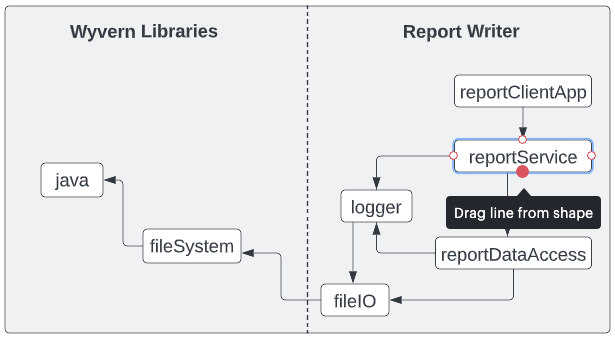 Wyvern Libraries
Report Writer
reportClientApp
reportService
java
logger
Drag line from shape
fileSystem
reportDataAccess
fileIO